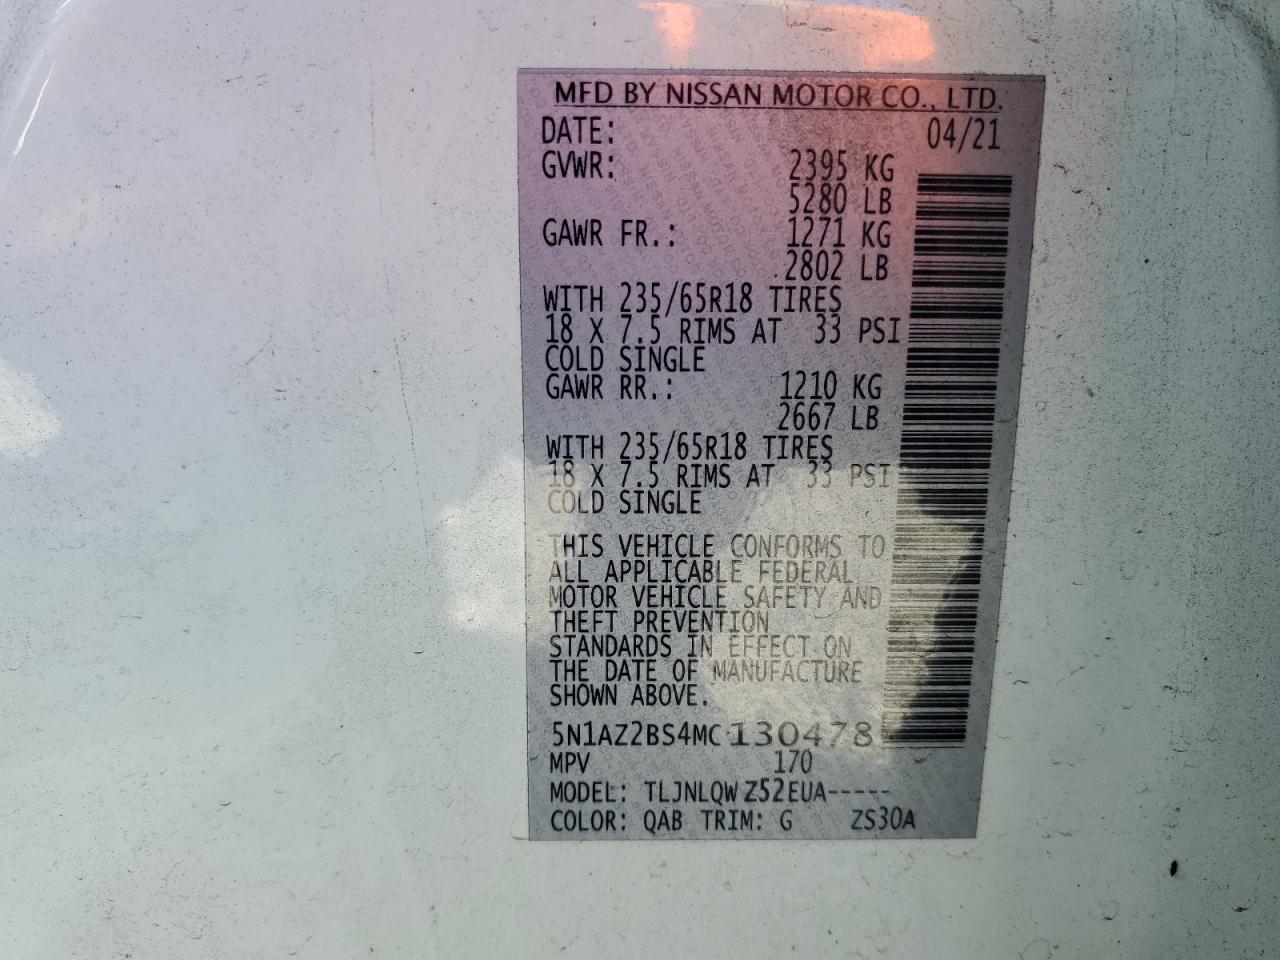 MFD BY NISSAN MOTOR CO., LTD.
DATE: 04/21
GVWR: 2395 KG
5280 LB
GAWR FR.: 1271 KG
2802 LB
WITH 235/65R18 TIRES
18 X 7.5 RIMS AT 33 PSI
COLD SINGLE
GAWR RR.: 1210 KG
2667 LB
WITH 235/65R18 TIRES
18 X 7.5 RIMS AT 33 PSI
COLD SINGLE
THIS VEHICLE CONFORMS TO
ALL APPLICABLE FEDERAL
MOTOR VEHICLE SAFETY AND
THEFT PREVENTION
STANDARDS IN EFFECT ON
THE DATE OF MANUFACTURE
SHOWN ABOVE.
5N1AZ2BS4MC130478
MPV 170
MODEL: TLJNLQW Z52EUA-----
COLOR: QAB TRIM: G ZS30A